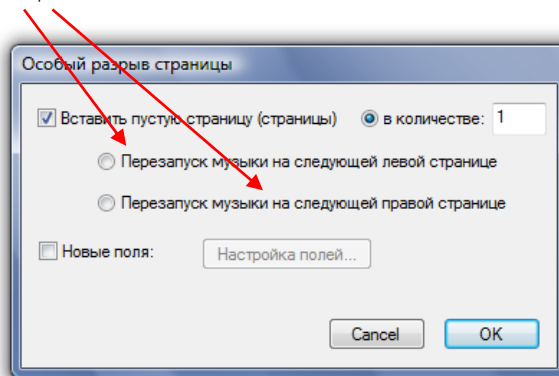 Особый разрыв страницы
Вставить пустую страницу (страницы) в количестве: 1
Перезапуск музыки на следующей левой странице
Перезапуск музыки на следующей правой странице
Новые поля: Настройка полей...
Cancel OK